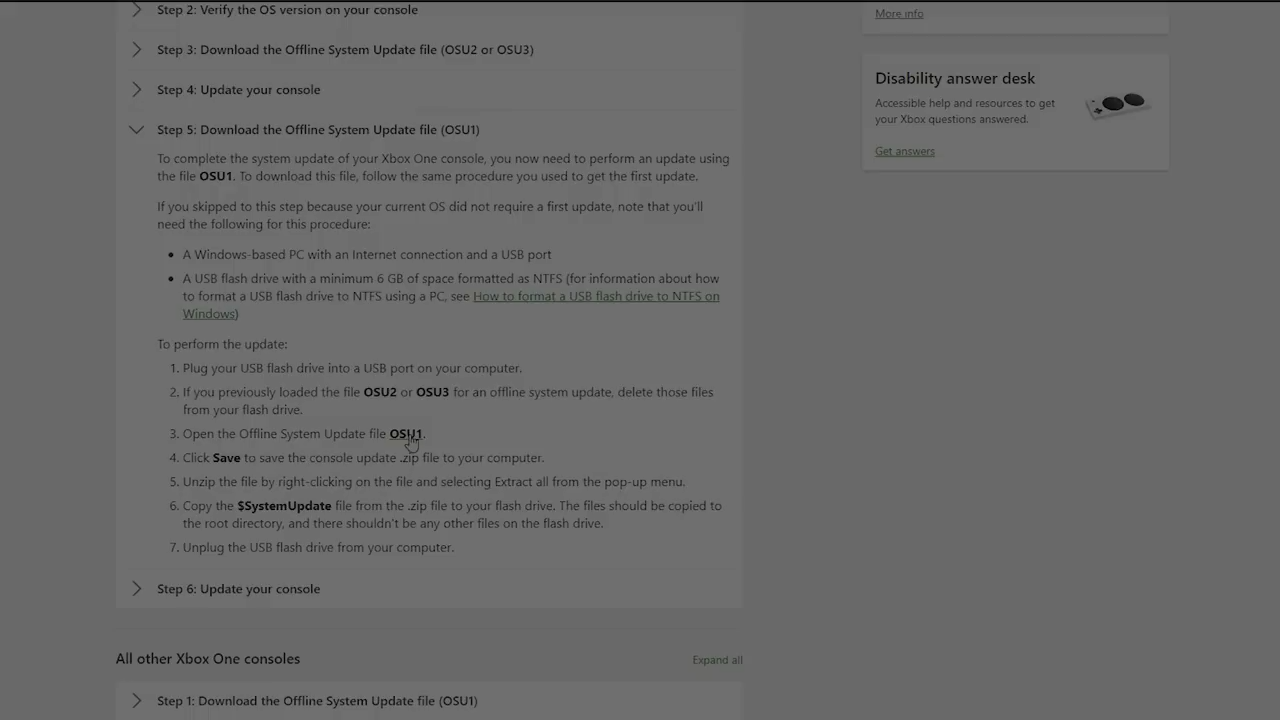 Step 2: Verify the OS version on your console
Step 3: Download the Offline System Update file (OSU2 or OSU3)
Step 4: Update your console
Step 5: Download the Offline System Update file (OSU1)
To complete the system update of your Xbox One console, you now need to perform an update using
the file OSU1. To download this file, follow the same procedure you used to get the first update.
If you skipped to this step because your current OS did not require a first update, note that you'll
need the following for this procedure:
• A Windows-based PC with an Internet connection and a USB port
• A USB flash drive with a minimum 6 GB of space formatted as NTFS (for information about how
to format a USB flash drive to NTFS using a PC, see How to format a USB flash drive to NTFS on
Windows)
To perform the update:
1. Plug your USB flash drive into a USB port on your computer.
2. If you previously loaded the file OSU2 or OSU3 for an offline system update, delete those files
from your flash drive.
3. Open the Offline System Update file OSU1.
4. Click Save to save the console update .zip file to your computer.
5. Unzip the file by right-clicking on the file and selecting Extract all from the pop-up menu.
6. Copy the $SystemUpdate file from the .zip file to your flash drive. The files should be copied to
the root directory, and there shouldn't be any other files on the flash drive.
7. Unplug the USB flash drive from your computer.
Step 6: Update your console
All other Xbox One consoles
Expand all
Step 1: Download the Offline System Update file (OSU1)
More info
Disability answer desk
Accessible help and resources to get
your Xbox questions answered.
Get answers